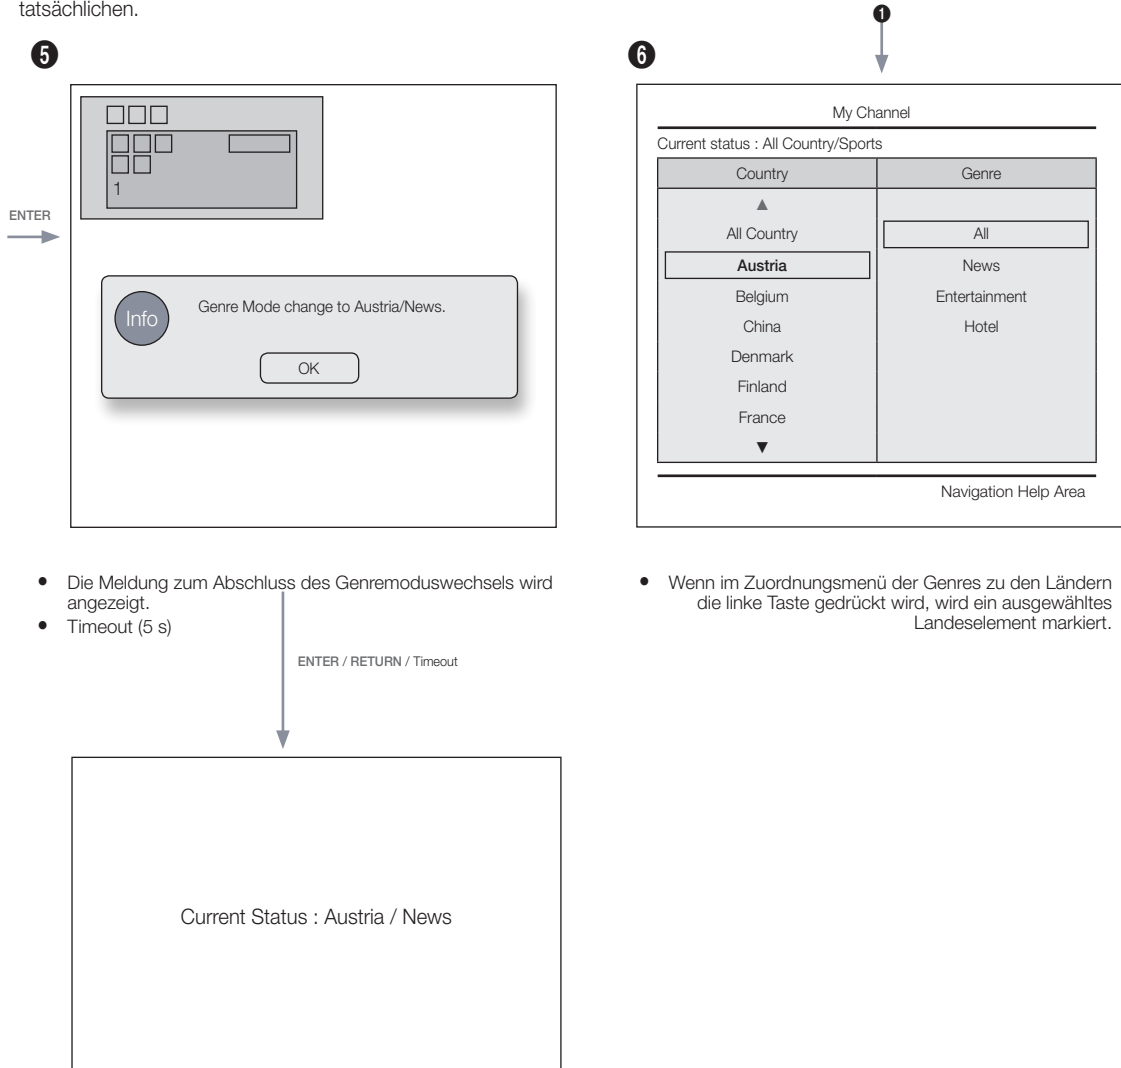 tatsächlichen.
❺
1
ENTER
Info
Genre Mode change to Austria/News.
OK
• Die Meldung zum Abschluss des Genremoduswechsels wird
angezeigt.
• Timeout (5 s)
ENTER / RETURN / Timeout
Current Status : Austria / News
❶
❻
My Channel
Current status : All Country/Sports
Country Genre
▲
All Country All
Austria News
Belgium Entertainment
China Hotel
Denmark
Finland
France
▼
Navigation Help Area
• Wenn im Zuordnungsmenü der Genres zu den Ländern
die linke Taste gedrückt wird, wird ein ausgewähltes
Landeselement markiert.